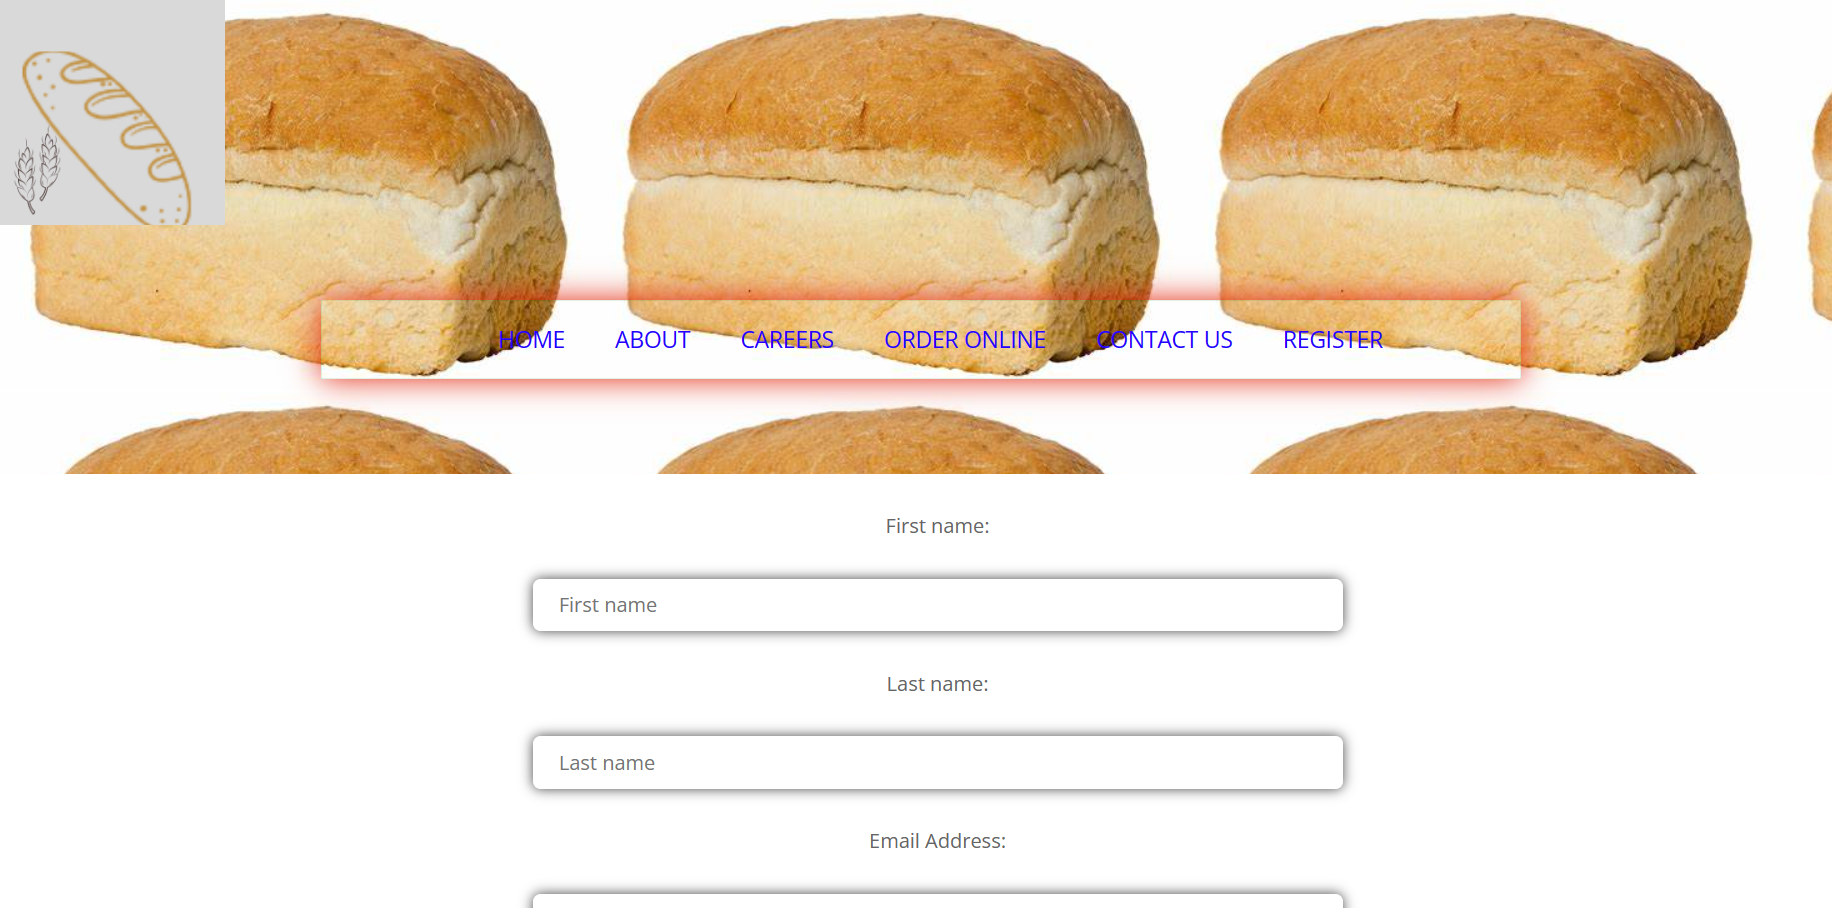 HOME ABOUT CAREERS ORDER ONLINE CONTACT US REGISTER
First name:
First name
Last name:
Last name
Email Address: